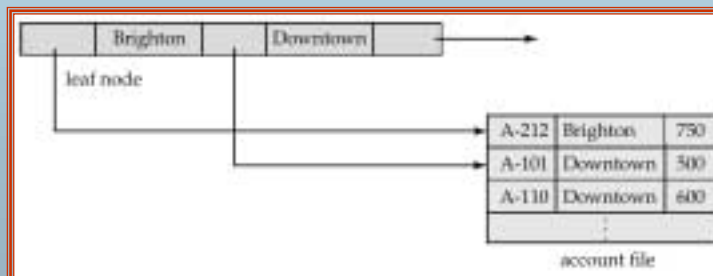 Brighton Downtown
leaf node
A-212 Brighton 750
A-101 Downtown 500
A-110 Downtown 600
account file